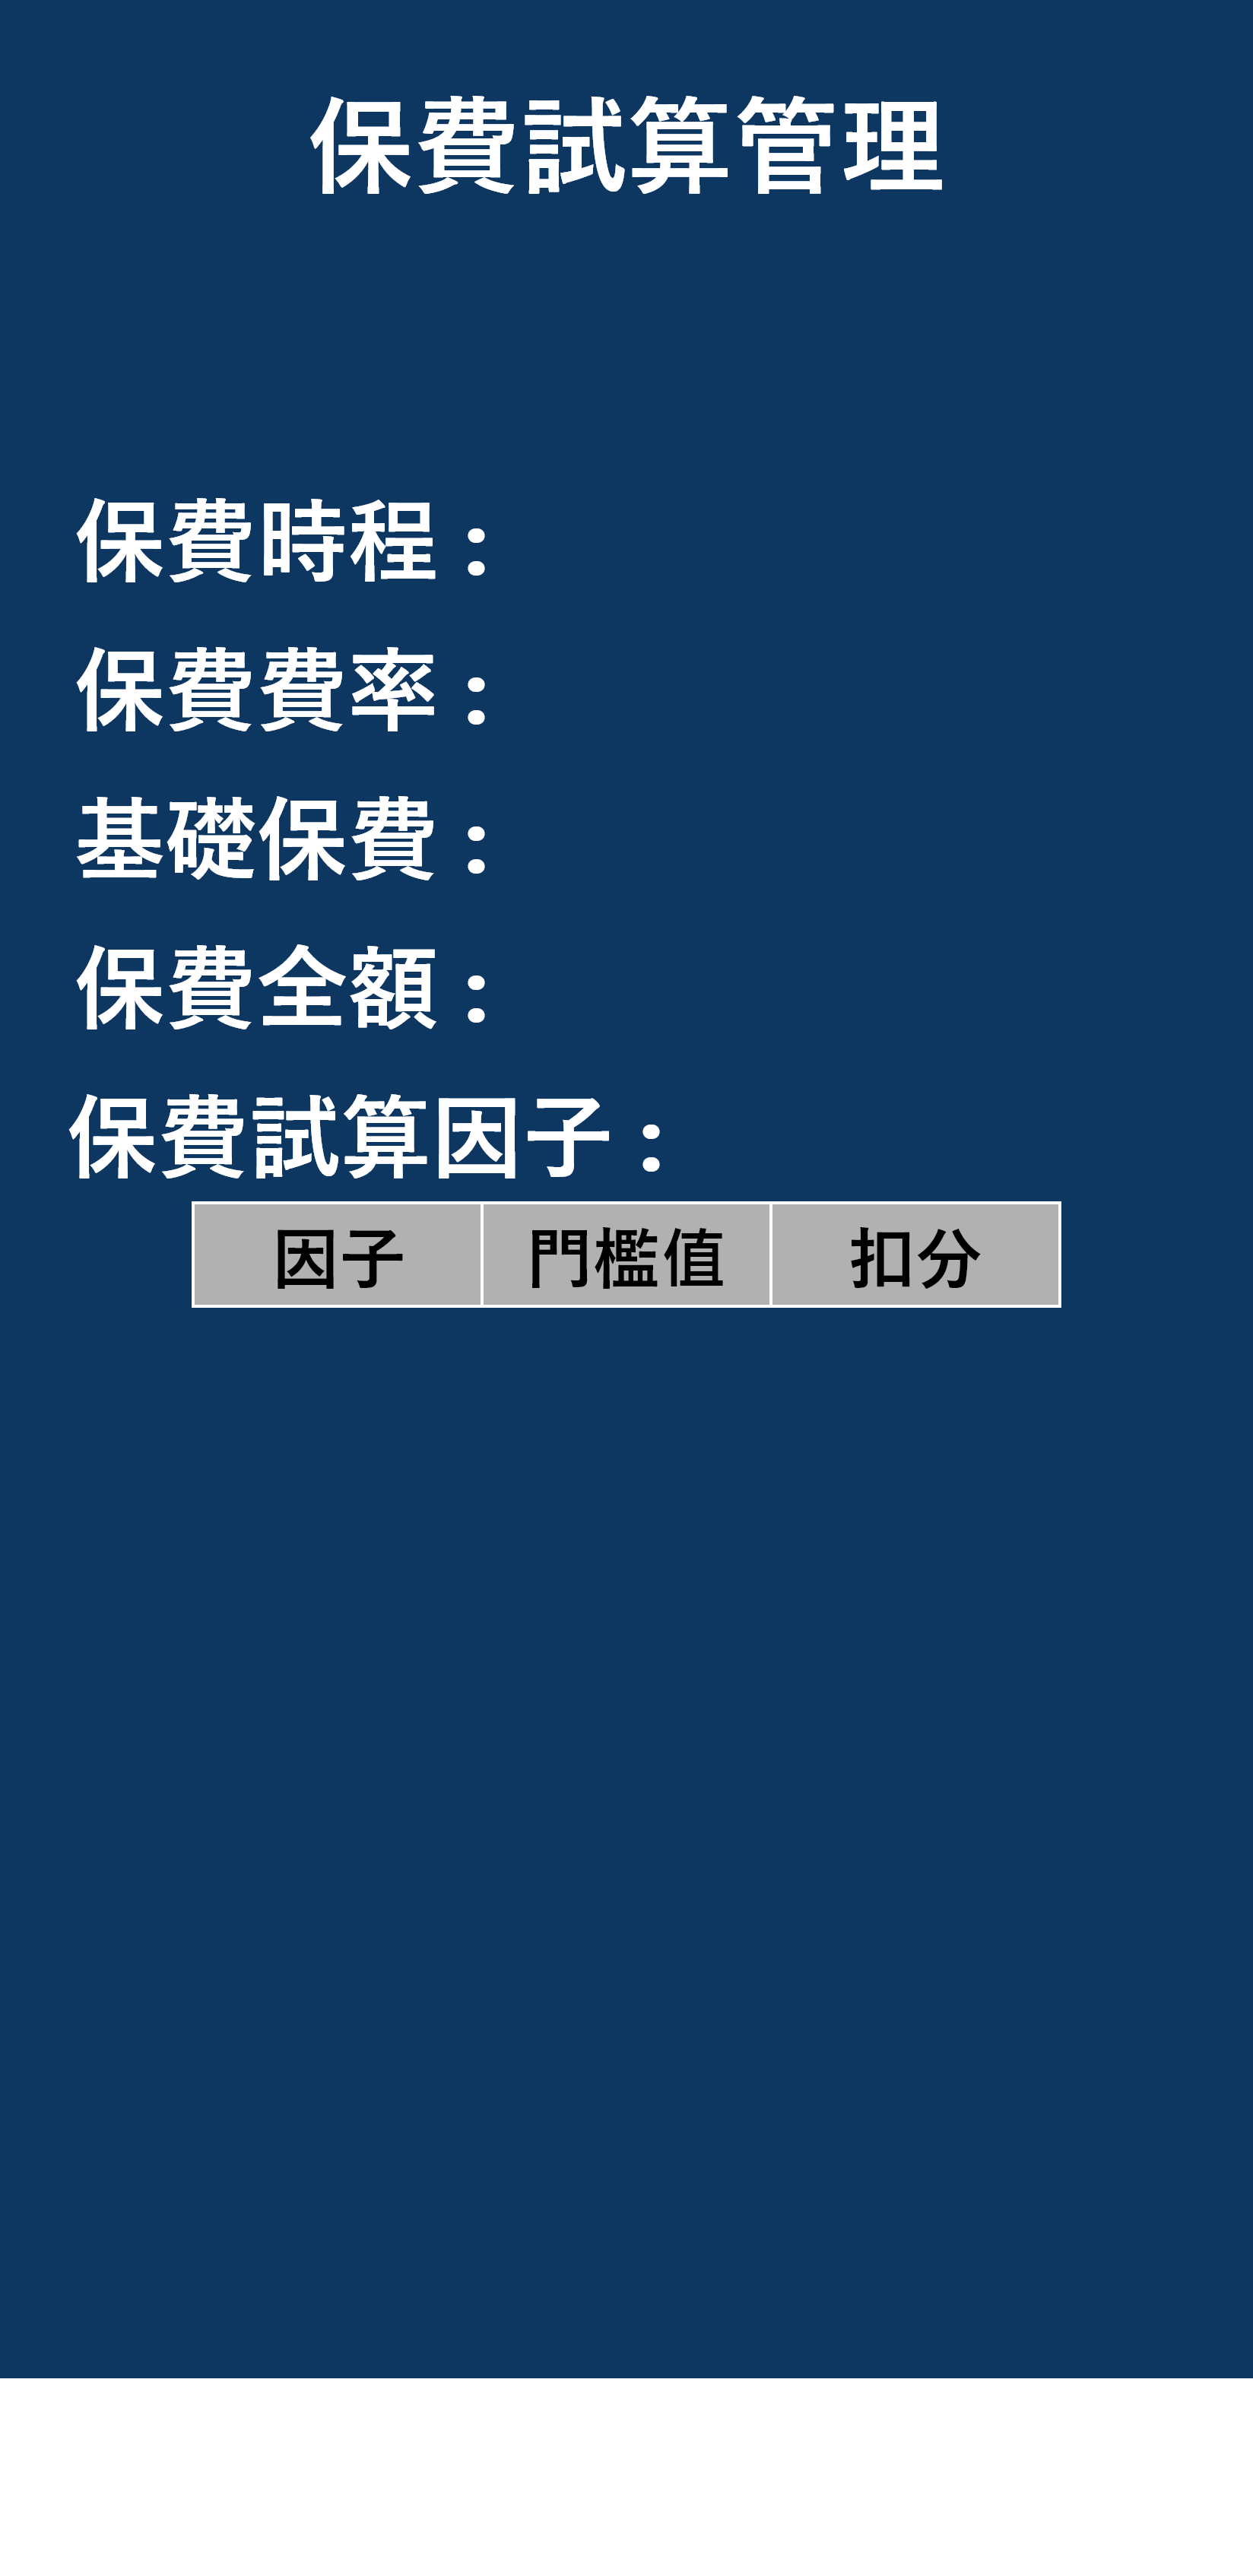 保費試算管理
保費時程：
保費費率：
基礎保費：
保費全額：
保費試算因子：
因子 門檻值 扣分